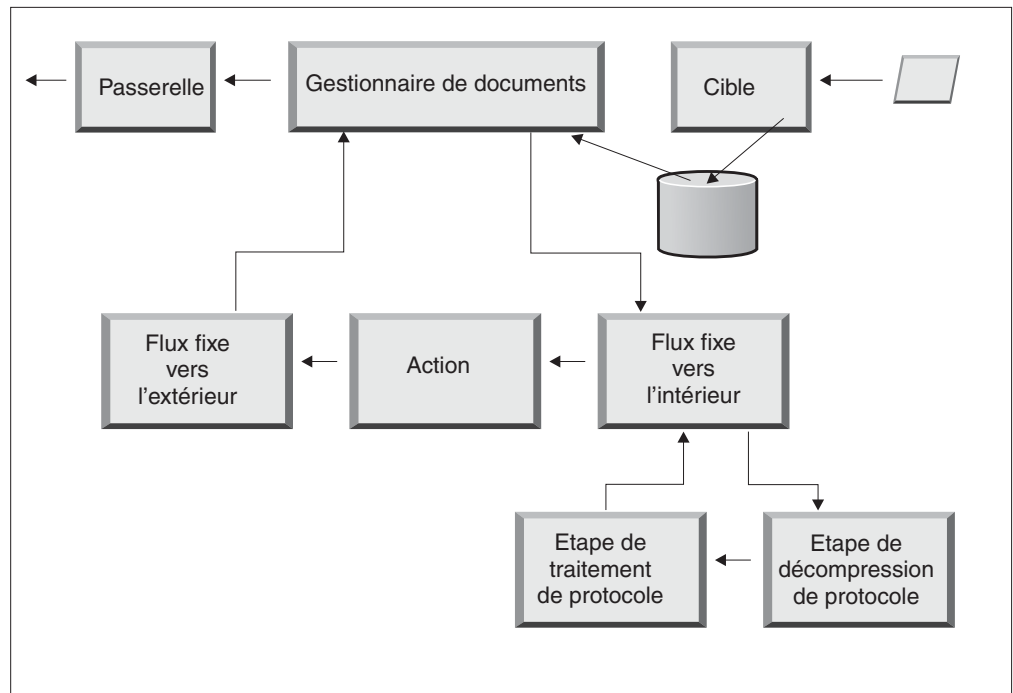 Passerelle
Gestionnaire de documents
Cible
Flux fixe
vers
l'extérieur
Action
Flux fixe
vers
l'intérieur
Etape de
traitement
de protocole
Etape de
décompression
de protocole